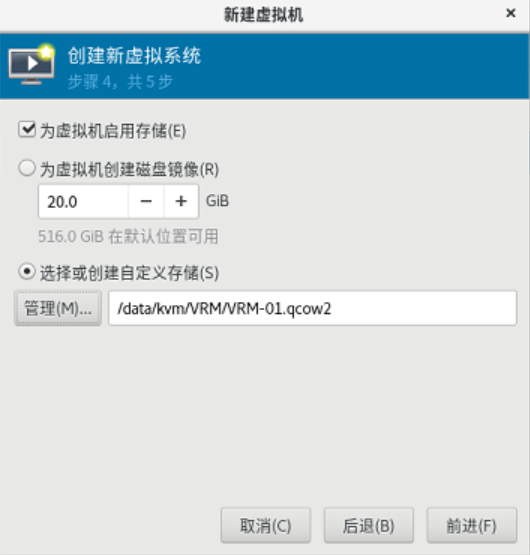 新建虚拟机
创建新虚拟系统
步骤 4，共 5 步
为虚拟机启用存储(E)
为虚拟机创建磁盘镜像(R)
20.0 − + GiB
516.0 GiB 在默认位置可用
选择或创建自定义存储(S)
管理(M)... /data/kvm/VRM/VRM-01.qcow2
取消(C) 后退(B) 前进(F)